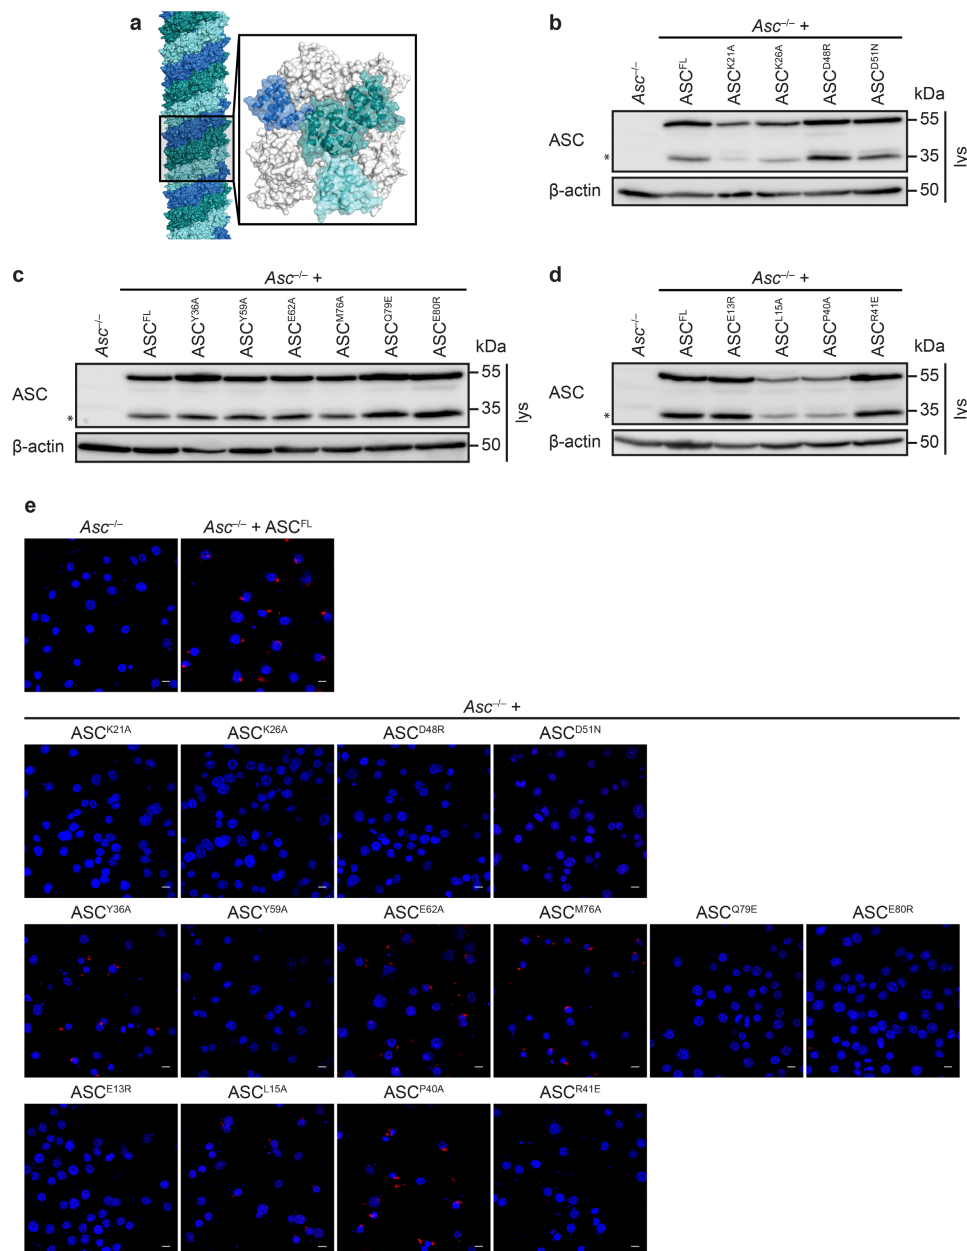 a
b
Asc–/– +
Asc–/–
ASCFL
ASCK21A
ASCK26A
ASCD48R
ASCD51N
kDa
ASC
55
*
35
β-actin
50
lys
c
Asc–/– +
Asc–/–
ASCFL
ASCY36A
ASCY59A
ASCE62A
ASCM76A
ASCQ79E
ASCE80R
kDa
ASC
55
*
35
β-actin
50
lys
d
Asc–/– +
Asc–/–
ASCFL
ASCE13R
ASCL15A
ASCP40A
ASCR41E
kDa
ASC
55
*
35
β-actin
50
lys
e
Asc–/– Asc–/– + ASCFL
Asc–/– +
ASCK21A ASCK26A ASCD48R ASCD51N
ASCY36A ASCY59A ASCE62A ASCM76A ASCQ79E ASCE80R
ASCE13R ASCL15A ASCP40A ASCR41E